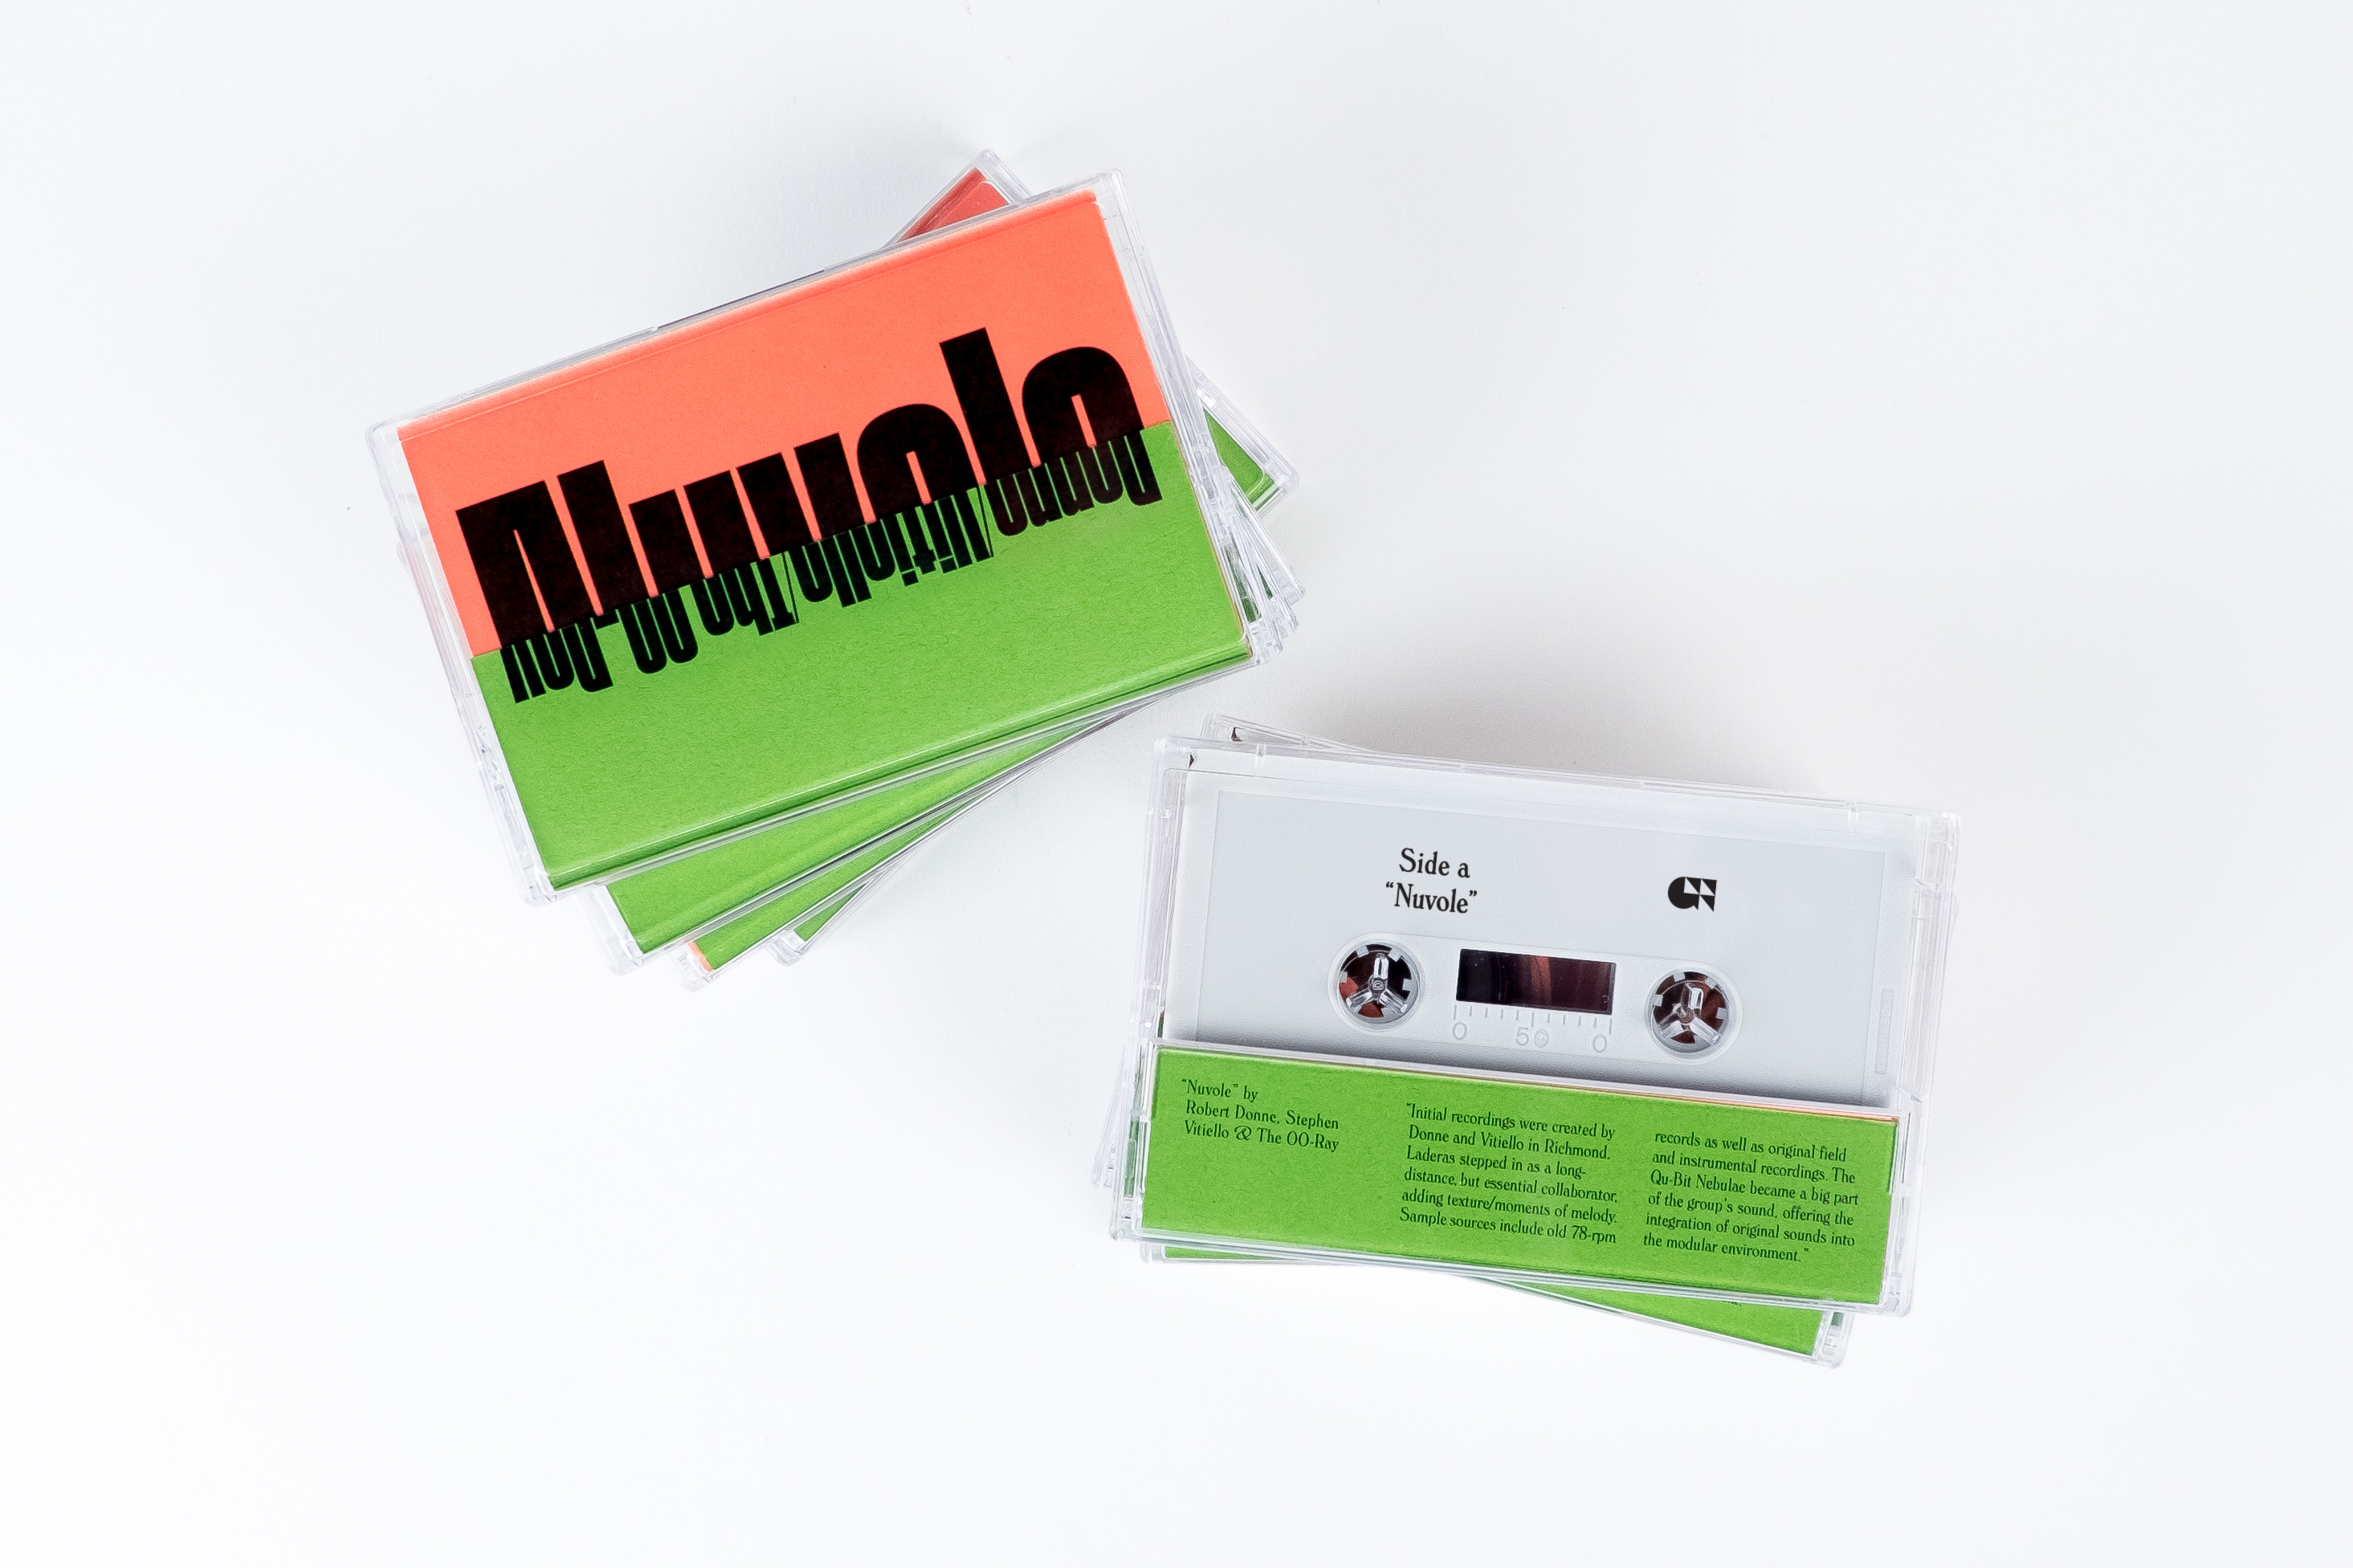 Nuvole
Donne/Vitiello/The OO-Ray
Side a
“Nuvole”
0 50 0
“Nuvole” by
Robert Donne, Stephen
Vitiello & The OO-Ray
“Initial recordings were created by
Donne and Vitiello in Richmond.
Laderas stepped in as a long-
distance, but essential collaborator,
adding texture/moments of melody.
Sample sources include old 78-rpm
records as well as original field
and instrumental recordings. The
Qu-Bit Nebulae became a big part
of the group’s sound, offering the
integration of original sounds into
the modular environment.”